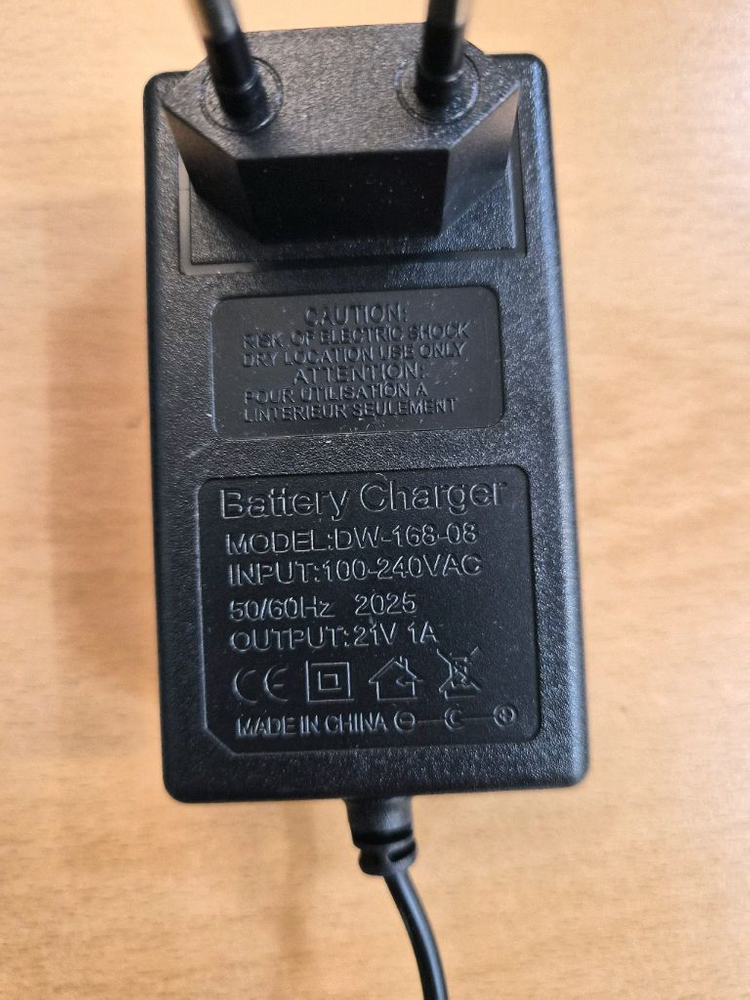 CAUTION:
RISK OF ELECTRIC SHOCK
DRY LOCATION USE ONLY
ATTENTION:
POUR UTILISATION A
LINTERIEUR SEULEMENT
Battery Charger
MODEL:DW-168-08
INPUT:100-240VAC
50/60Hz 2025
OUTPUT:21V 1A
CE
MADE IN CHINA